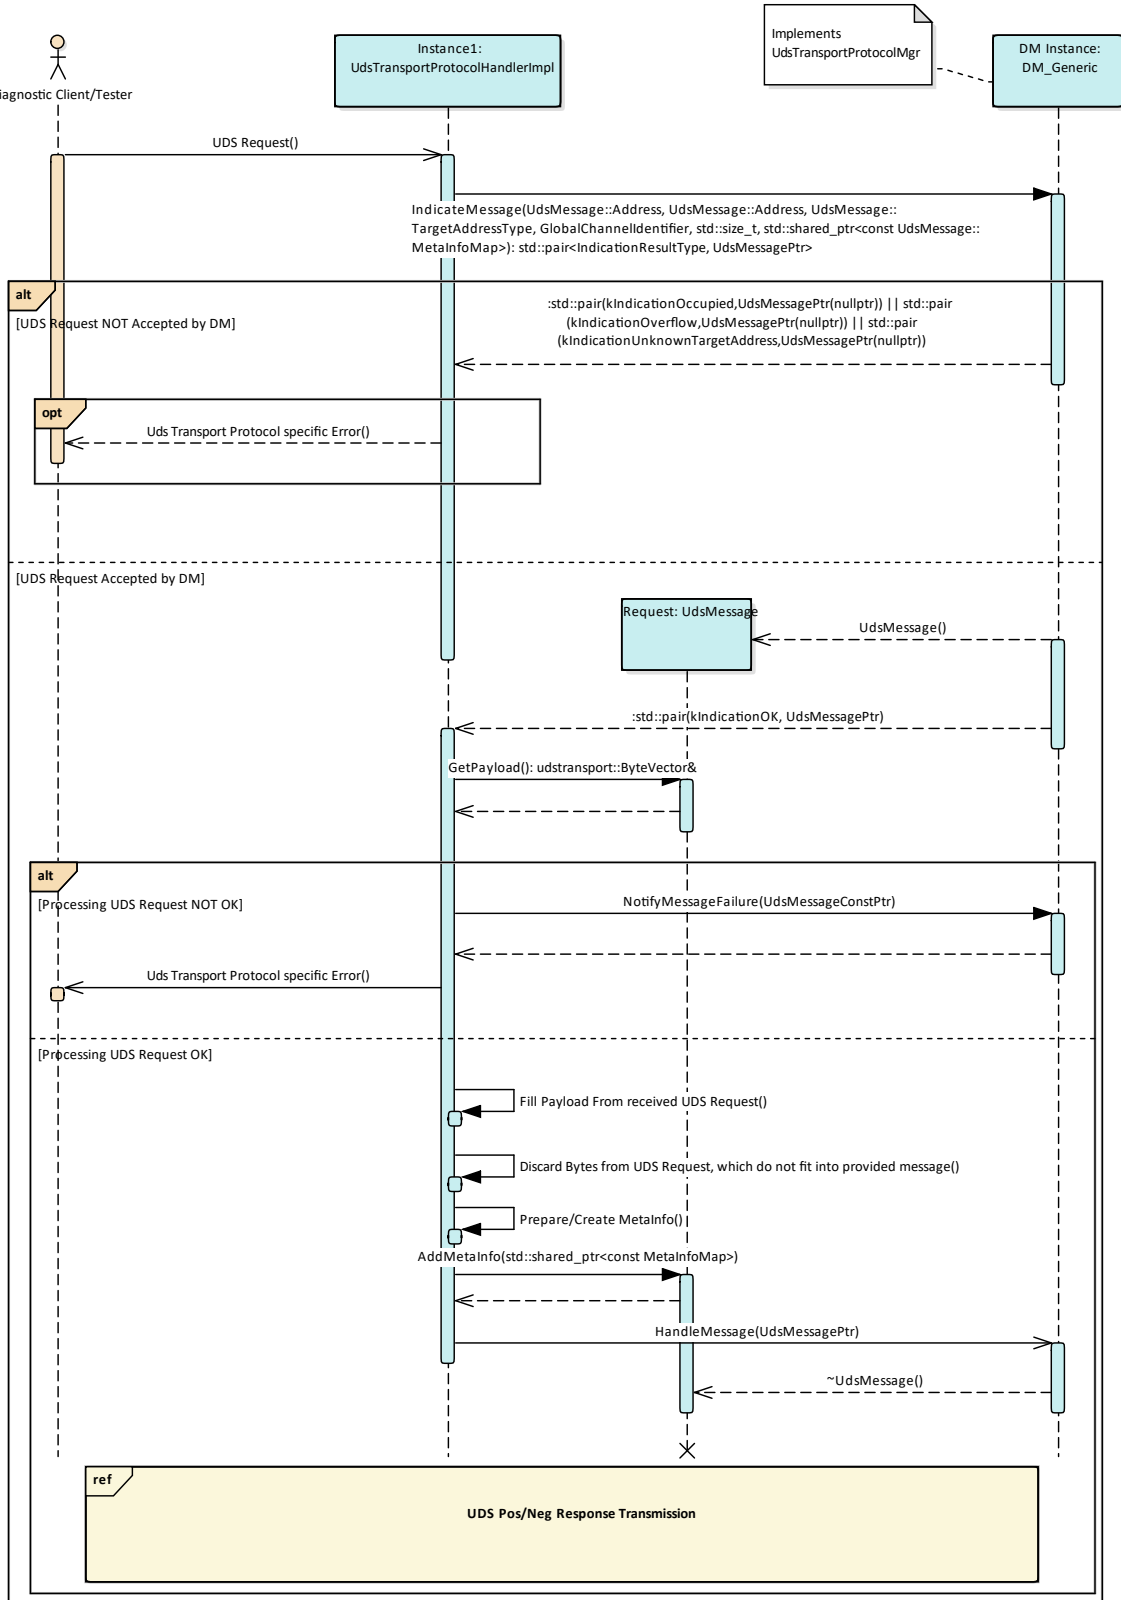 Implements
UdsTransportProtocolMgr
Instance1:
UdsTransportProtocolHandlerImpl
DM Instance:
DM_Generic
iagnostic Client/Tester
UDS Request()
IndicateMessage(UdsMessage::Address, UdsMessage::Address, UdsMessage::
TargetAddressType, GlobalChannelIdentifier, std::size_t, std::shared_ptr<const UdsMessage::
MetaInfoMap>): std::pair<IndicationResultType, UdsMessagePtr>
alt
[UDS Request NOT Accepted by DM]
:std::pair(kIndicationOccupied,UdsMessagePtr(nullptr)) || std::pair
(kIndicationOverflow,UdsMessagePtr(nullptr)) || std::pair
(kIndicationUnknownTargetAddress,UdsMessagePtr(nullptr))
opt
Uds Transport Protocol specific Error()
[UDS Request Accepted by DM]
Request: UdsMessage
UdsMessage()
:std::pair(kIndicationOK, UdsMessagePtr)
GetPayload(): udstransport::ByteVector&
alt
[Processing UDS Request NOT OK]
NotifyMessageFailure(UdsMessageConstPtr)
Uds Transport Protocol specific Error()
[Processing UDS Request OK]
Fill Payload From received UDS Request()
Discard Bytes from UDS Request, which do not fit into provided message()
Prepare/Create MetaInfo()
AddMetaInfo(std::shared_ptr<const MetaInfoMap>)
HandleMessage(UdsMessagePtr)
~UdsMessage()
ref
UDS Pos/Neg Response Transmission